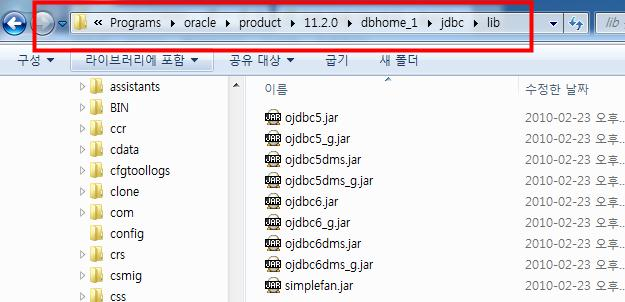 « Programs ▸ oracle ▸ product ▸ 11.2.0 ▸ dbhome_1 ▸ jdbc ▸ lib
lib
구성 라이브러리에 포함 공유 대상 굽기 새 폴더
이름 수정한 날짜
assistants
BIN
ccr
cdata
cfgtoollogs
clone
com
config
crs
csmig
css
ojdbc5.jar 2010-02-23 오후...
ojdbc5_g.jar 2010-02-23 오후...
ojdbc5dms.jar 2010-02-23 오후...
ojdbc5dms_g.jar 2010-02-23 오후...
ojdbc6.jar 2010-02-23 오후...
ojdbc6_g.jar 2010-02-23 오후...
ojdbc6dms.jar 2010-02-23 오후...
ojdbc6dms_g.jar 2010-02-23 오후...
simplefan.jar 2010-02-23 오후...